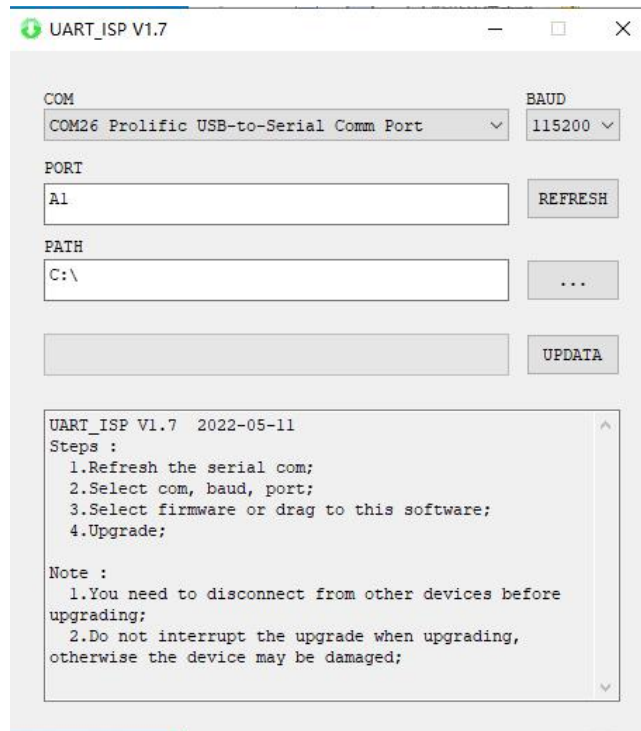 UART_ISP V1.7
COM
BAUD
COM26 Prolific USB-to-Serial Comm Port
115200
PORT
A1
REFRESH
PATH
C:\
...
UPDATA
UART_ISP V1.7  2022-05-11
Steps :
1.Refresh the serial com;
2.Select com, baud, port;
3.Select firmware or drag to this software;
4.Upgrade;
Note :
1.You need to disconnect from other devices before
upgrading;
2.Do not interrupt the upgrade when upgrading,
otherwise the device may be damaged;